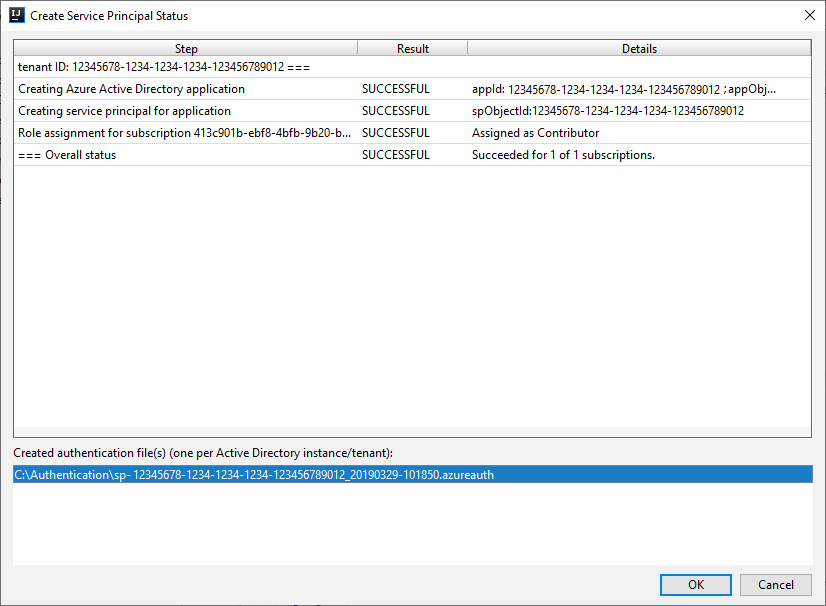 IJ Create Service Principal Status
Step Result Details
tenant ID: 12345678-1234-1234-1234-123456789012 ===
Creating Azure Active Directory application SUCCESSFUL appId: 12345678-1234-1234-1234-123456789012 ;appObj...
Creating service principal for application SUCCESSFUL spObjectId:12345678-1234-1234-1234-123456789012
Role assignment for subscription 413c901b-ebf8-4bfb-9b20-b... SUCCESSFUL Assigned as Contributor
=== Overall status SUCCESSFUL Succeeded for 1 of 1 subscriptions.
Created authentication file(s) (one per Active Directory instance/tenant):
C:\Authentication\sp- 12345678-1234-1234-1234-123456789012_20190329-101850.azureauth
OK Cancel